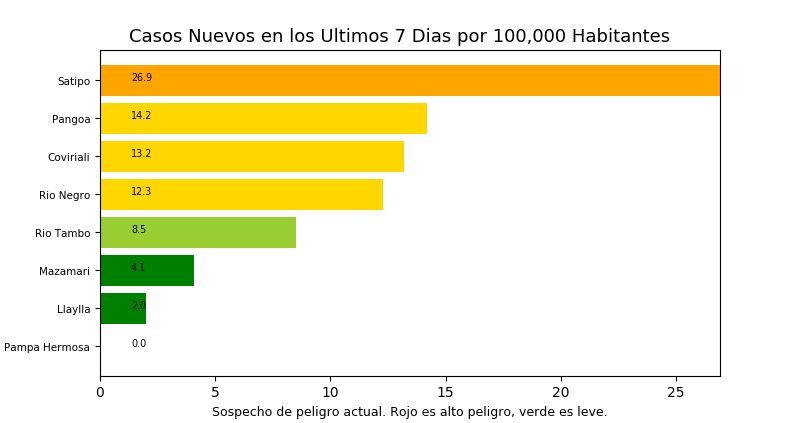 Casos Nuevos en los Ultimos 7 Dias por 100,000 Habitantes
Satipo 26.9
Pangoa 14.2
Coviriali 13.2
Rio Negro 12.3
Rio Tambo 8.5
Mazamari 4.1
Llaylla 2.0
Pampa Hermosa 0.0
0 5 10 15 20 25
Sospecho de peligro actual. Rojo es alto peligro, verde es leve.